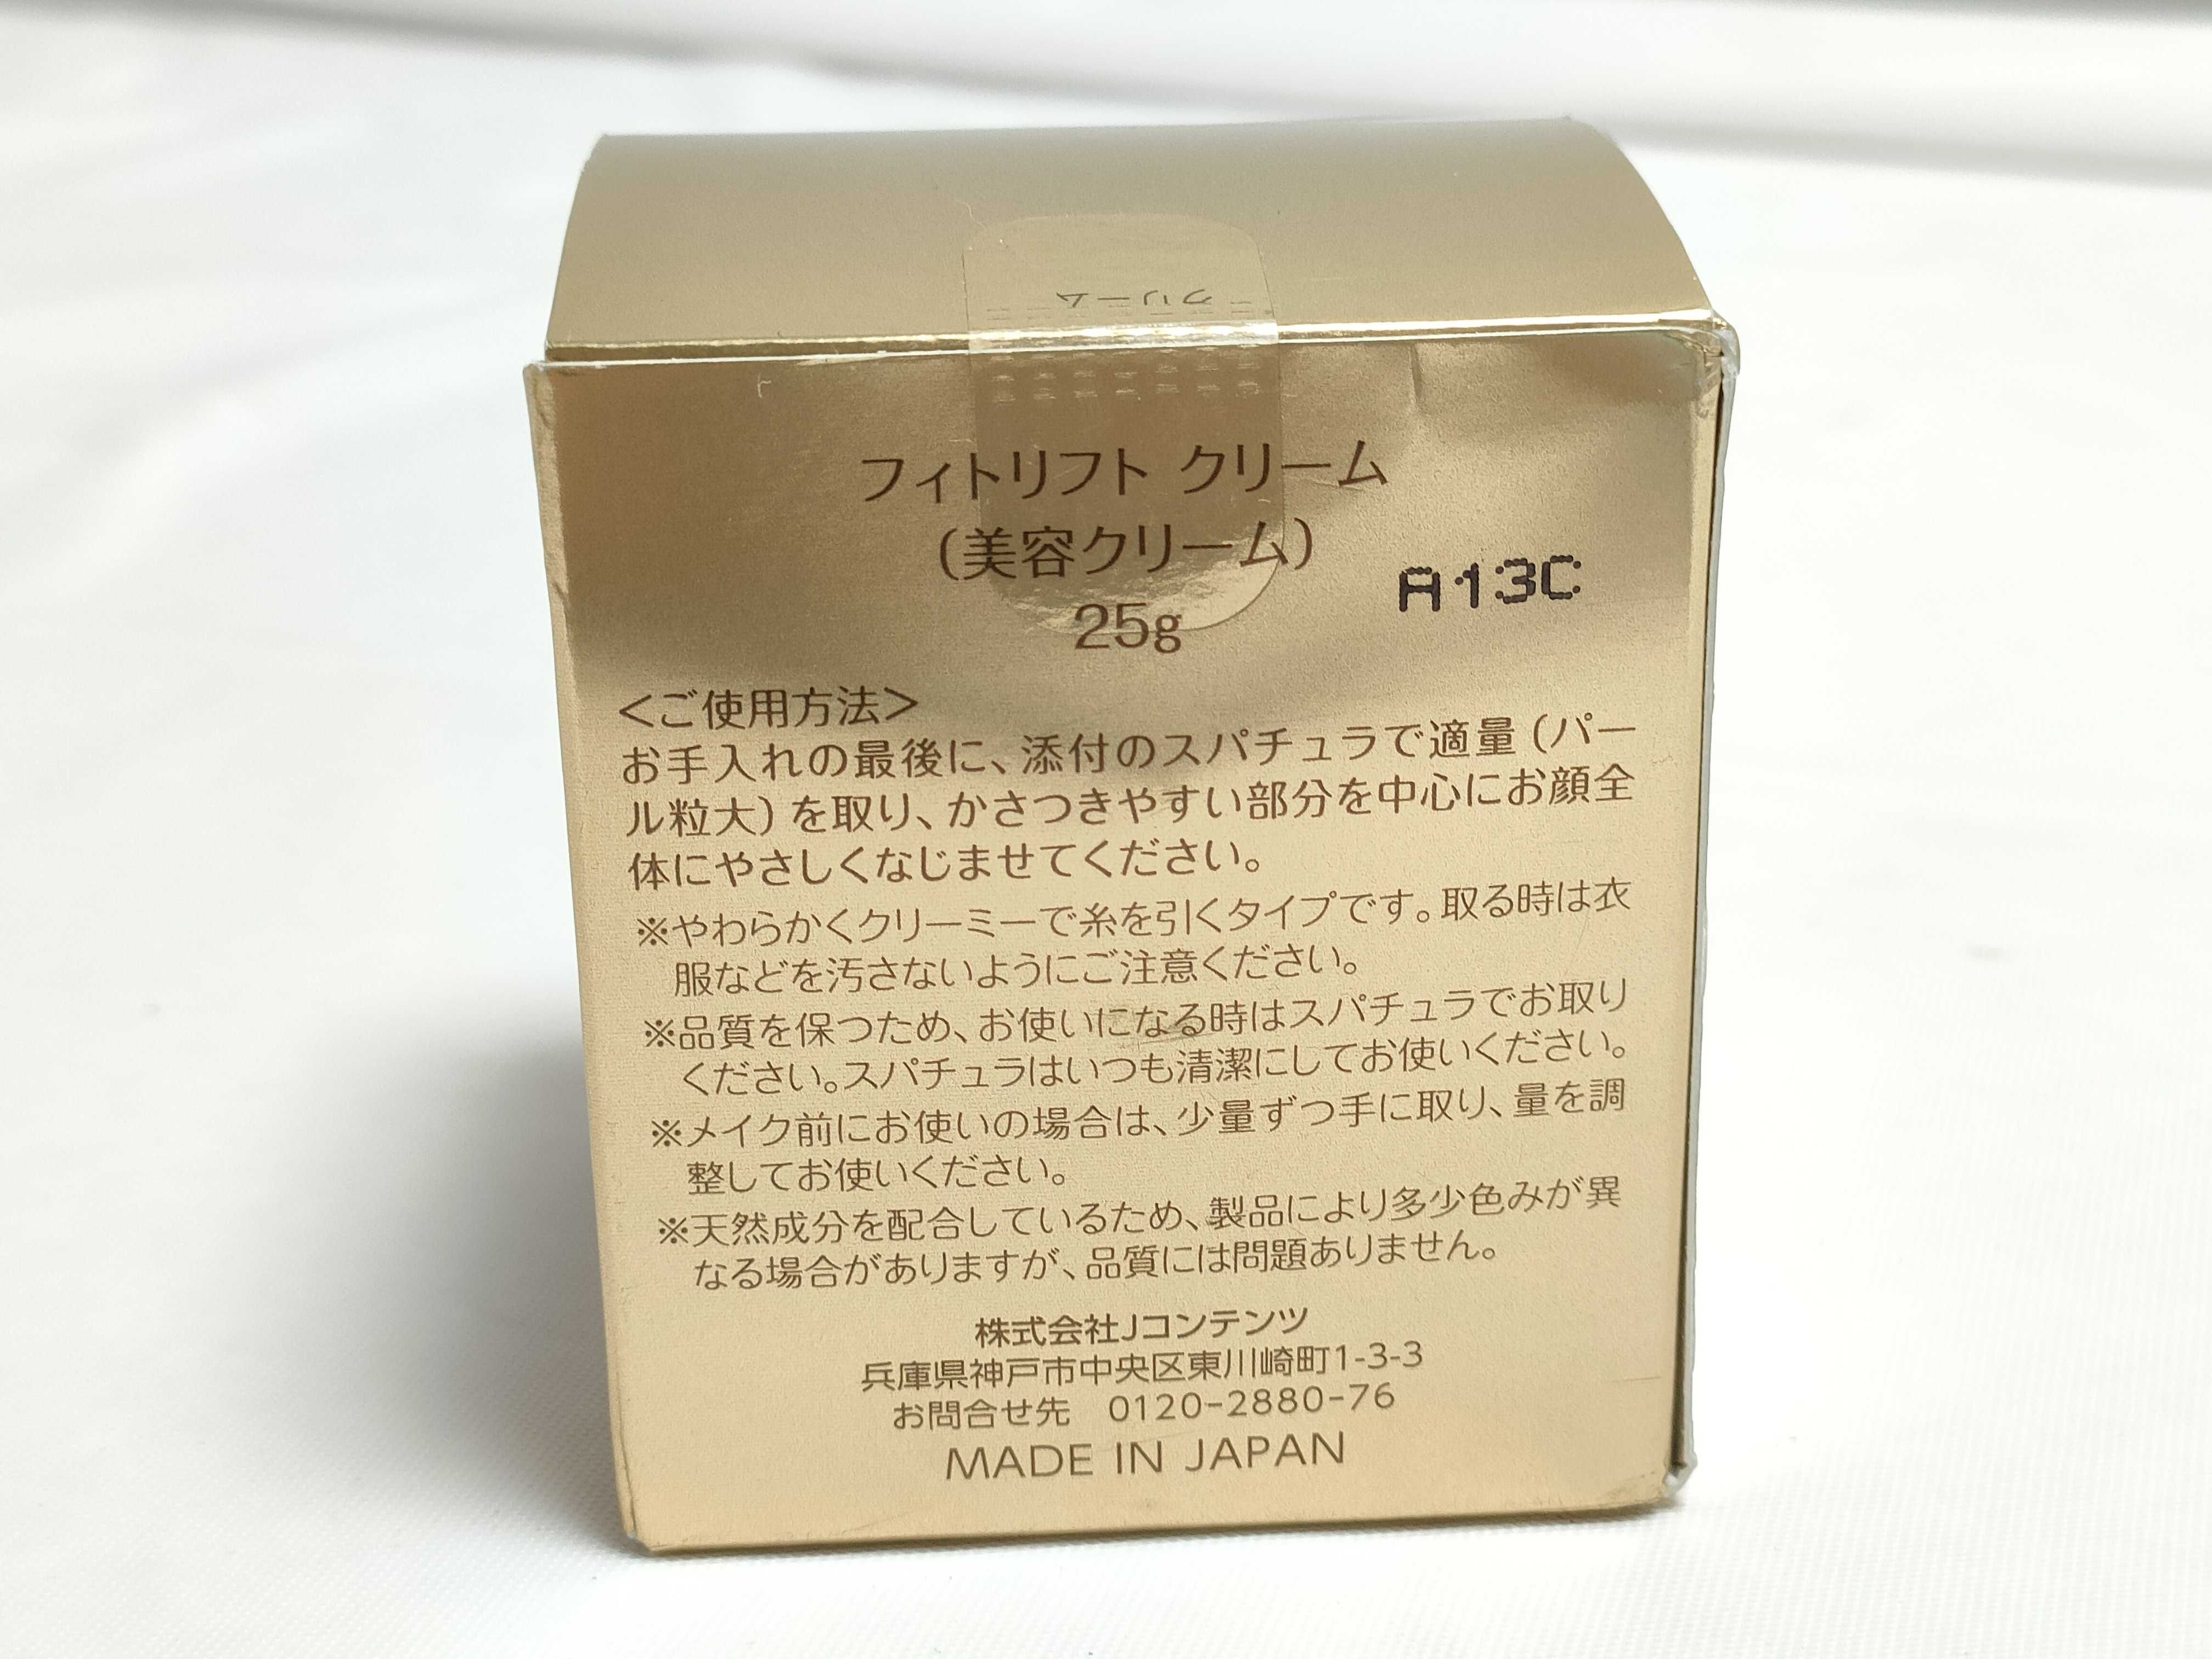 フィトリフト クリーム
(美容クリーム)
25g
A13C
<ご使用方法>
お手入れの最後に、添付のスパチュラで適量(パー
ル粒大)を取り、かさつきやすい部分を中心にお顔全
体にやさしくなじませてください。
※やわらかくクリーミーで糸を引くタイプです。取る時は衣
服などを汚さないようにご注意ください。
※品質を保つため、お使いになる時はスパチュラでお取り
ください。スパチュラはいつも清潔にしてお使いください。
※メイク前にお使いの場合は、少量ずつ手に取り、量を調
整してお使いください。
※天然成分を配合しているため、製品により多少色みが異
なる場合がありますが、品質には問題ありません。
株式会社Jコンテンツ
兵庫県神戸市中央区東川崎町1-3-3
お問合せ先 0120-2880-76
MADE IN JAPAN
クリーム